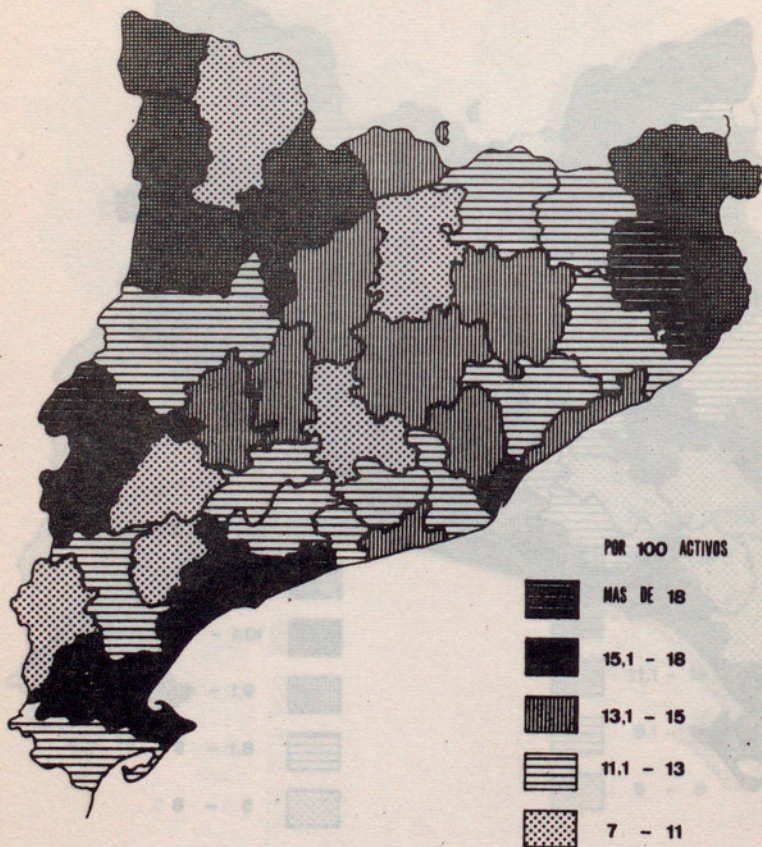 POR 100 ACTIVOS
MAS DE 18
15,1 - 18
13,1 - 15
11,1 - 13
7 - 11